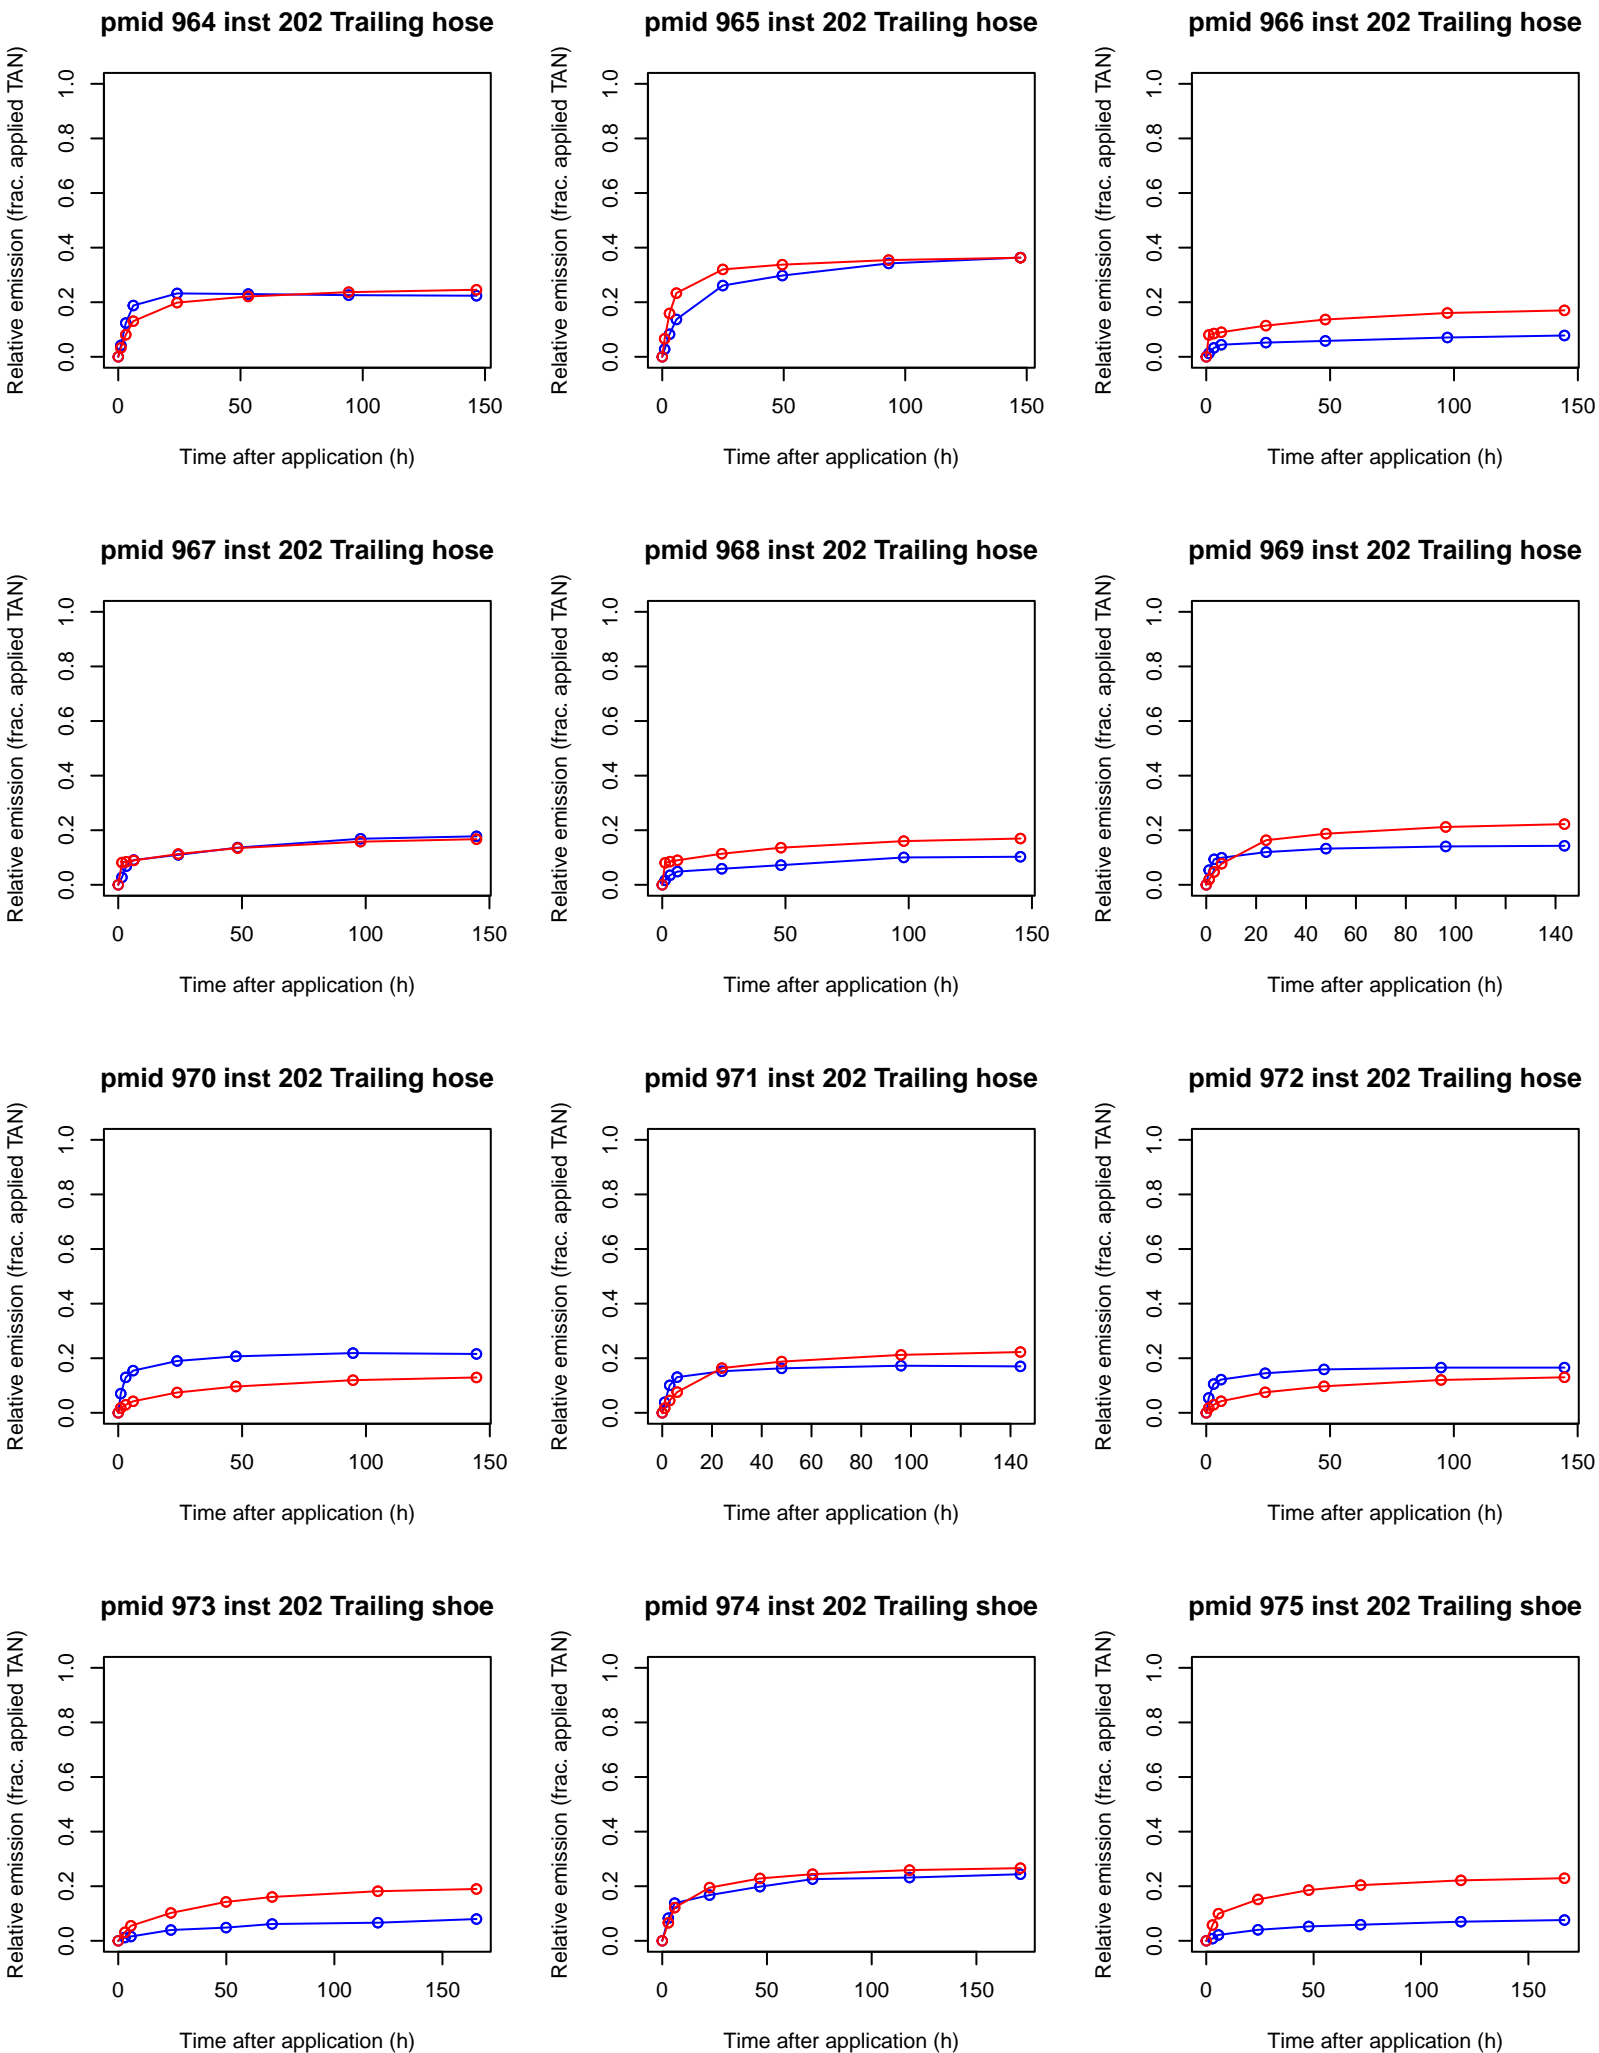 pmid 964 inst 202 Trailing hose
Relative emission (frac. applied TAN)
1.0
0.8
0.6
0.4
0.2
0.0
0 50 100 150
Time after application (h)
pmid 965 inst 202 Trailing hose
Relative emission (frac. applied TAN)
1.0
0.8
0.6
0.4
0.2
0.0
0 50 100 150
Time after application (h)
pmid 966 inst 202 Trailing hose
Relative emission (frac. applied TAN)
1.0
0.8
0.6
0.4
0.2
0.0
0 50 100 150
Time after application (h)
pmid 967 inst 202 Trailing hose
Relative emission (frac. applied TAN)
1.0
0.8
0.6
0.4
0.2
0.0
0 50 100 150
Time after application (h)
pmid 968 inst 202 Trailing hose
Relative emission (frac. applied TAN)
1.0
0.8
0.6
0.4
0.2
0.0
0 50 100 150
Time after application (h)
pmid 969 inst 202 Trailing hose
Relative emission (frac. applied TAN)
1.0
0.8
0.6
0.4
0.2
0.0
0 20 40 60 80 100 140
Time after application (h)
pmid 970 inst 202 Trailing hose
Relative emission (frac. applied TAN)
1.0
0.8
0.6
0.4
0.2
0.0
0 50 100 150
Time after application (h)
pmid 971 inst 202 Trailing hose
Relative emission (frac. applied TAN)
1.0
0.8
0.6
0.4
0.2
0.0
0 20 40 60 80 100 140
Time after application (h)
pmid 972 inst 202 Trailing hose
Relative emission (frac. applied TAN)
1.0
0.8
0.6
0.4
0.2
0.0
0 50 100 150
Time after application (h)
pmid 973 inst 202 Trailing shoe
Relative emission (frac. applied TAN)
1.0
0.8
0.6
0.4
0.2
0.0
0 50 100 150
Time after application (h)
pmid 974 inst 202 Trailing shoe
Relative emission (frac. applied TAN)
1.0
0.8
0.6
0.4
0.2
0.0
0 50 100 150
Time after application (h)
pmid 975 inst 202 Trailing shoe
Relative emission (frac. applied TAN)
1.0
0.8
0.6
0.4
0.2
0.0
0 50 100 150
Time after application (h)